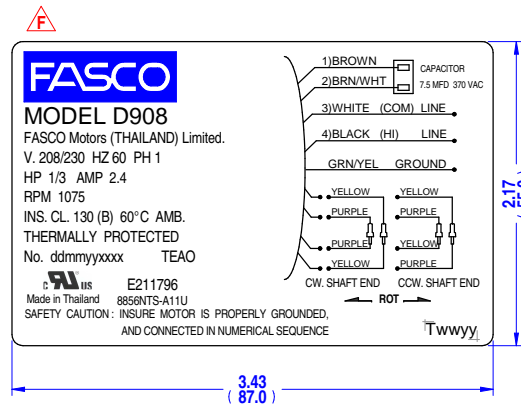 F
FASCO
MODEL D908
FASCO Motors (THAILAND) Limited.
V. 208/230 HZ 60 PH 1
HP 1/3 AMP 2.4
RPM 1075
INS. CL. 130 (B) 60°C AMB.
THERMALLY PROTECTED
No. ddmmyyxxxx TEAO
c RU US E211796
Made in Thailand 8856NTS-A11U
SAFETY CAUTION : INSURE MOTOR IS PROPERLY GROUNDED,
AND CONNECTED IN NUMERICAL SEQUENCE
1)BROWN
2)BRN/WHT
CAPACITOR
7.5 MFD 370 VAC
3)WHITE (COM) LINE
4)BLACK (HI) LINE
GRN/YEL GROUND
YELLOW YELLOW
PURPLE PURPLE
PURPLE YELLOW
YELLOW PURPLE
CW. SHAFT END CCW. SHAFT END
ROT
Twwyy
2.17
3.43
( 87.0 )